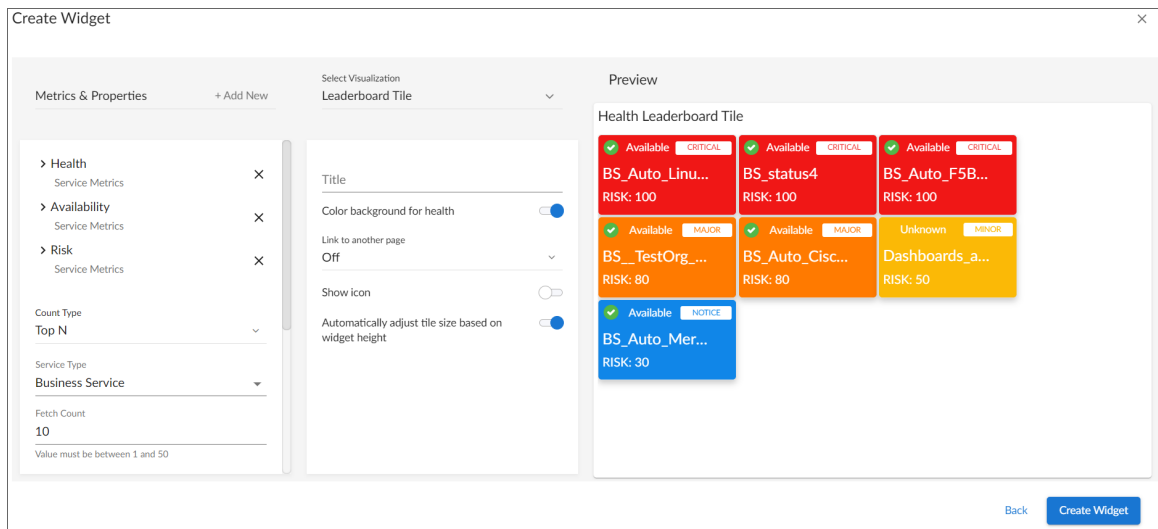 Create Widget
Metrics & Properties
+ Add New
Health
Service Metrics
Availability
Service Metrics
Risk
Service Metrics
Count Type
Top N
Service Type
Business Service
Fetch Count
10
Value must be between 1 and 50
Select Visualization
Leaderboard Tile
Title
Color background for health
Link to another page
Off
Show icon
Automatically adjust tile size based on
widget height
Preview
Health Leaderboard Tile
Available CRITICAL
BS_Auto_Linu...
RISK: 100
Available CRITICAL
BS_status4
RISK: 100
Available CRITICAL
BS_Auto_F5B...
RISK: 100
Available MAJOR
BS__TestOrg_...
RISK: 80
Available MAJOR
BS_Auto_Cisc...
RISK: 80
Unknown MINOR
Dashboards_a...
RISK: 50
Available NOTICE
BS_Auto_Mer...
RISK: 30
Back
Create Widget